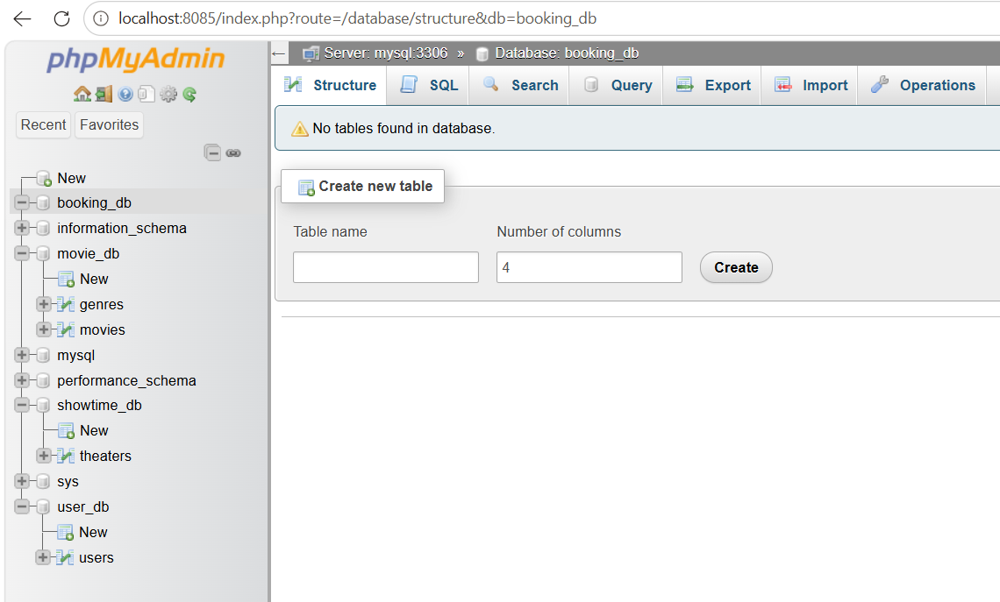 localhost:8085/index.php?route=/database/structure&db=booking_db
phpMyAdmin
Recent Favorites
New
booking_db
information_schema
movie_db
New
genres
movies
mysql
performance_schema
showtime_db
New
theaters
sys
user_db
New
users
Server: mysql:3306 » Database: booking_db
Structure SQL Search Query Export Import Operations
No tables found in database.
Create new table
Table name Number of columns
4 Create